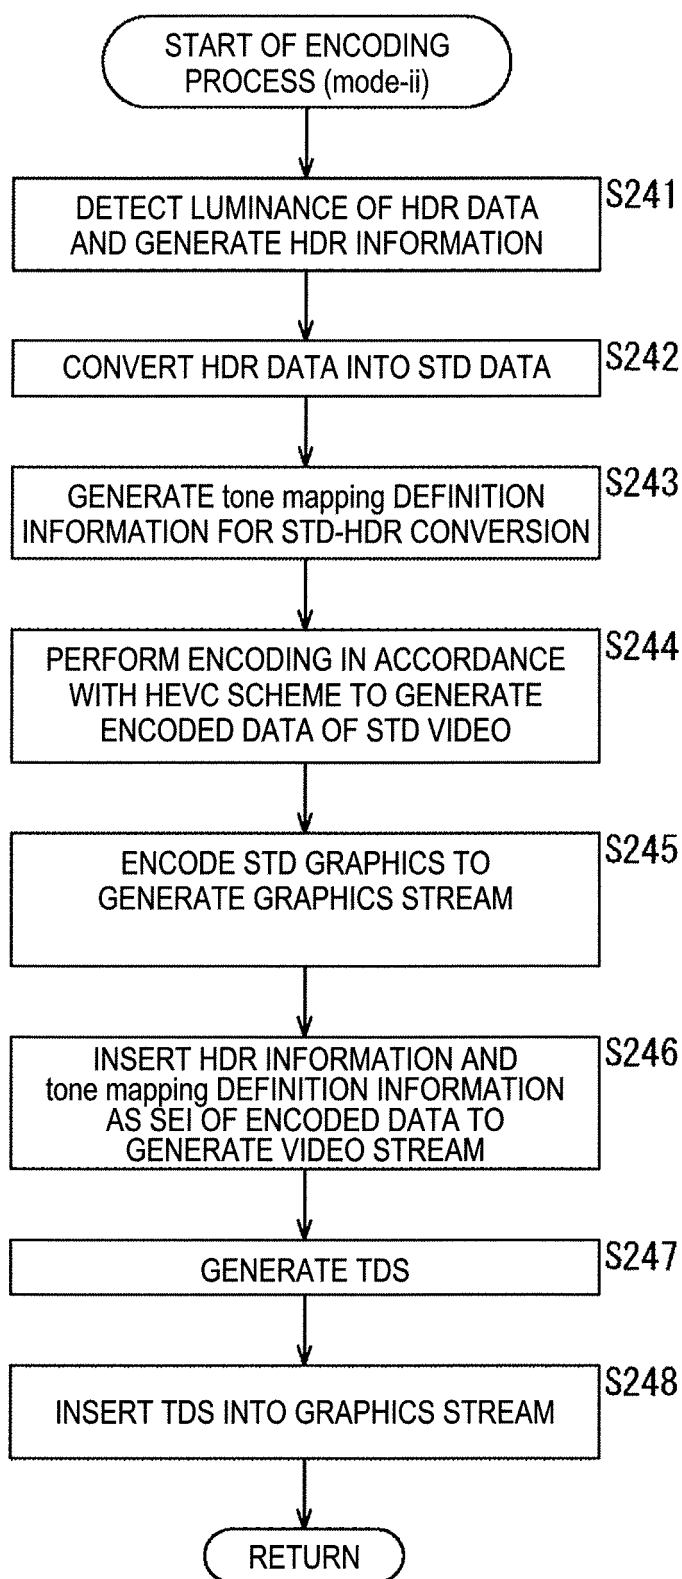 START OF ENCODING
PROCESS (mode-ii)
S241
DETECT LUMINANCE OF HDR DATA
AND GENERATE HDR INFORMATION
S242
CONVERT HDR DATA INTO STD DATA
S243
GENERATE tone mapping DEFINITION
INFORMATION FOR STD-HDR CONVERSION
S244
PERFORM ENCODING IN ACCORDANCE
WITH HEVC SCHEME TO GENERATE
ENCODED DATA OF STD VIDEO
S245
ENCODE STD GRAPHICS TO
GENERATE GRAPHICS STREAM
S246
INSERT HDR INFORMATION AND
tone mapping DEFINITION INFORMATION
AS SEI OF ENCODED DATA TO
GENERATE VIDEO STREAM
S247
GENERATE TDS
S248
INSERT TDS INTO GRAPHICS STREAM
RETURN